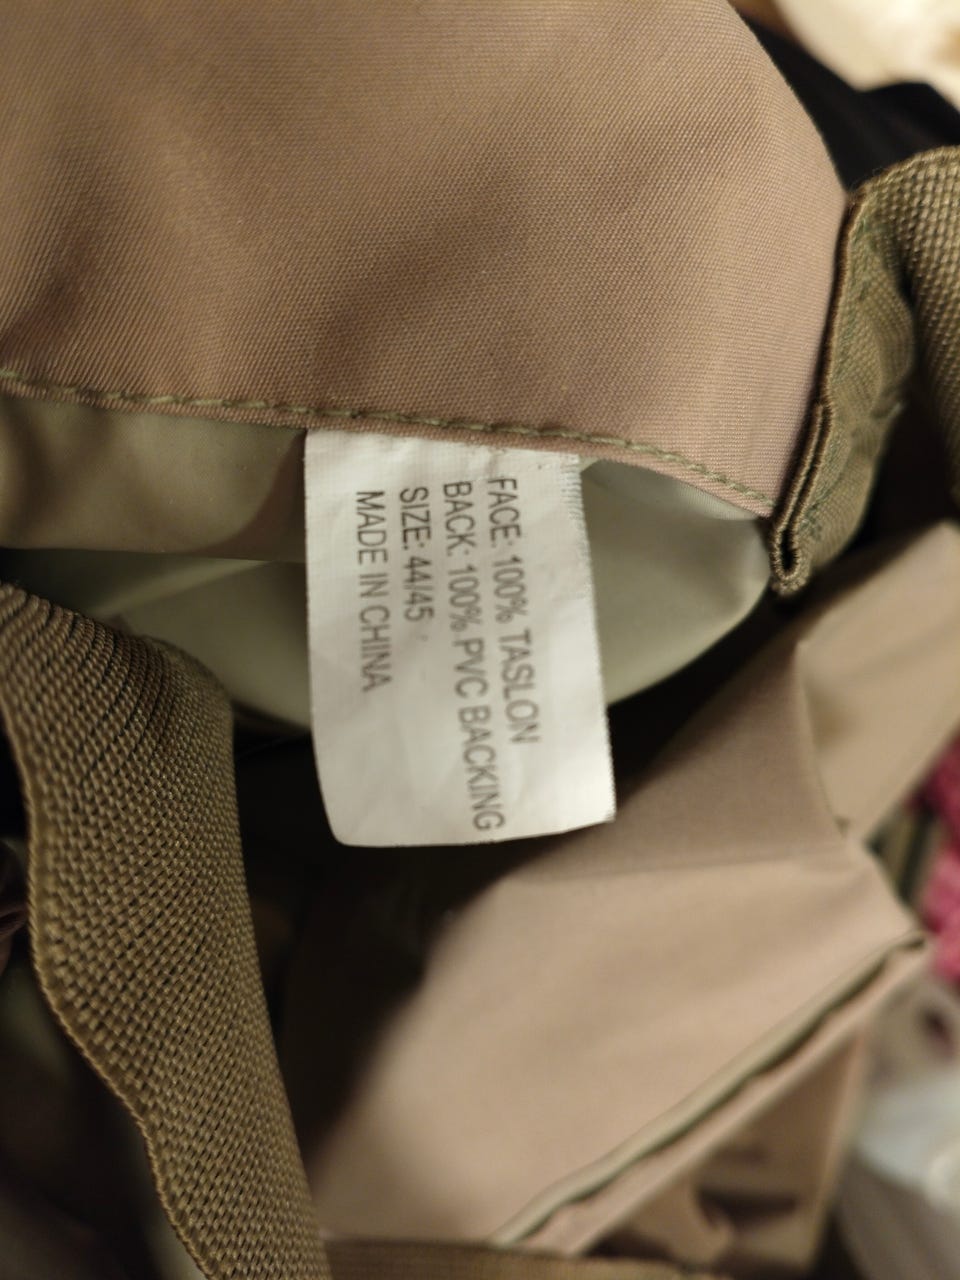 FACE: 100% TASLON
BACK: 100% PVC BACKING
SIZE: 44/45
MADE IN CHINA